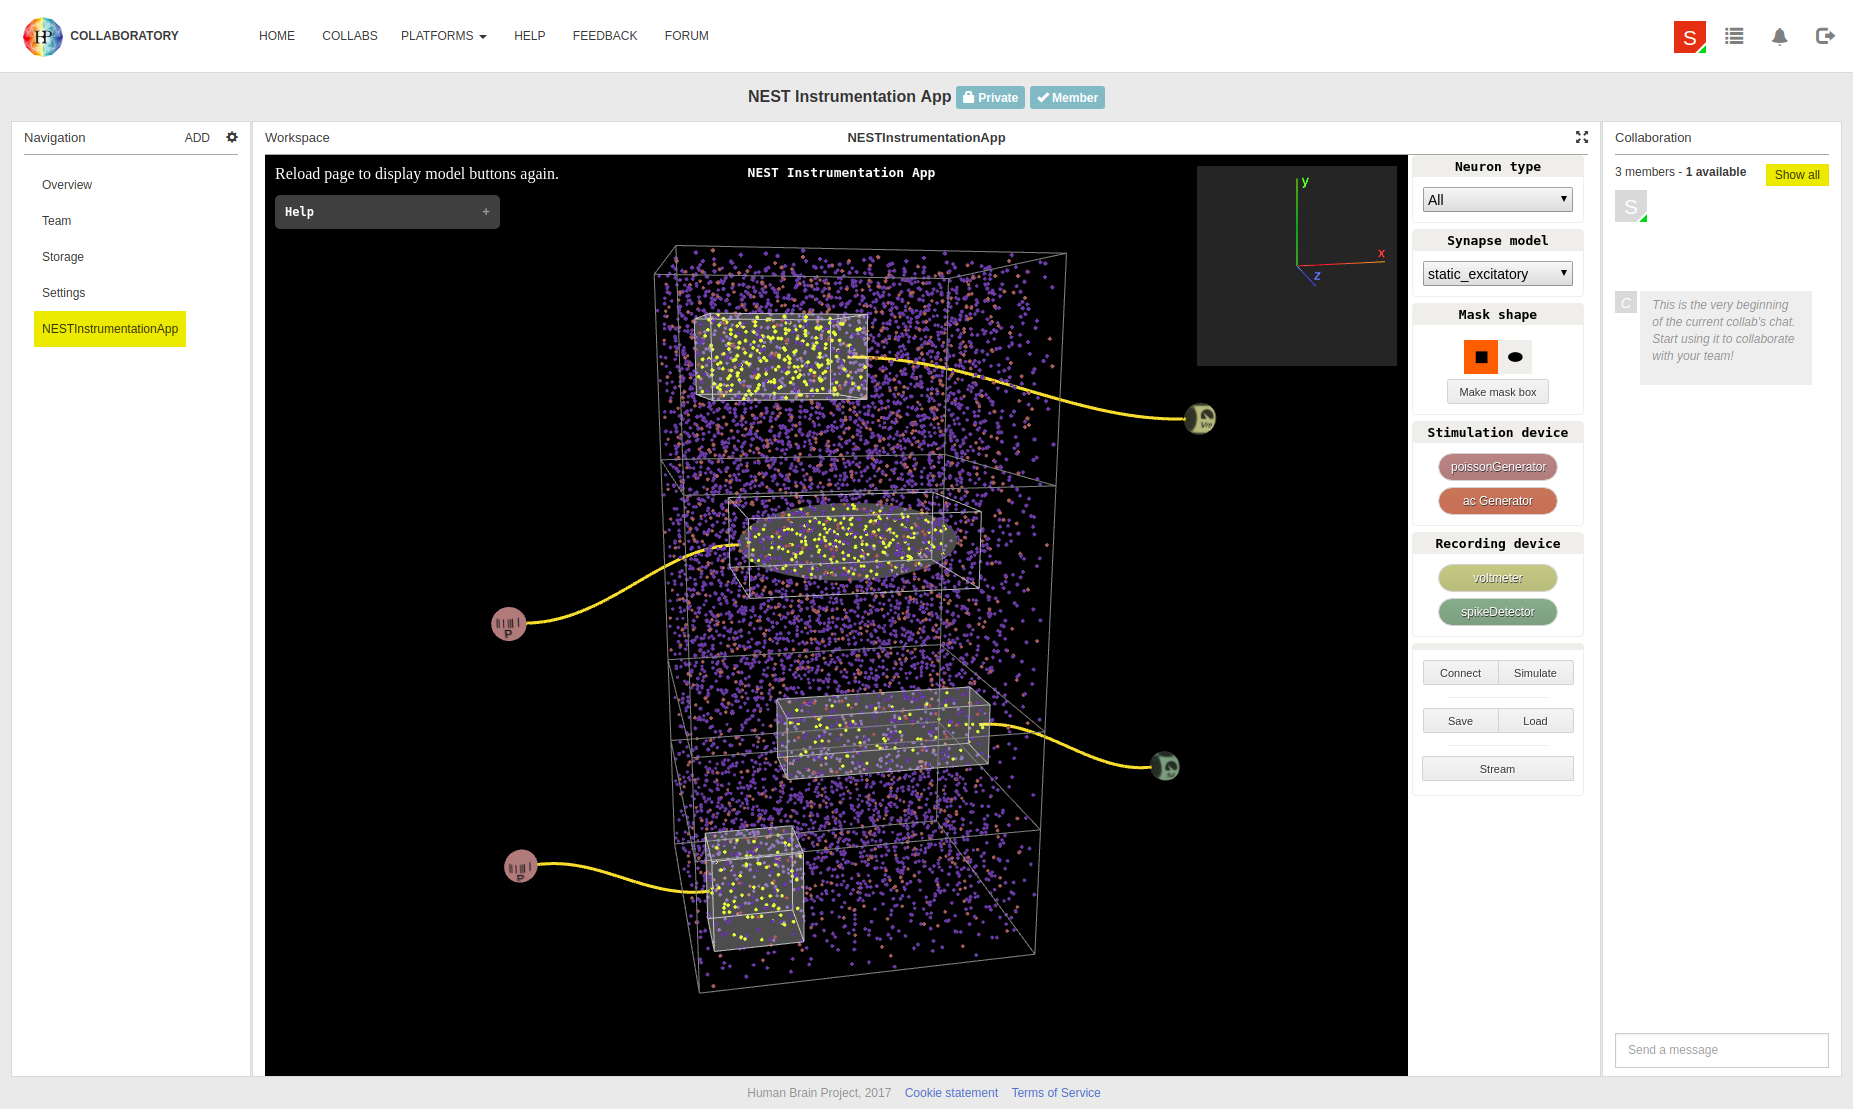 HP COLLABORATORY HOME COLLABS PLATFORMS HELP FEEDBACK FORUM S
NEST Instrumentation App Private Member
Navigation ADD
Overview
Team
Storage
Settings
NESTInstrumentationApp
Workspace NESTInstrumentationApp
Reload page to display model buttons again.
NEST Instrumentation App
Help +
y
x
z
Vm
P
P
Neuron type
All
Synapse model
static_excitatory
Mask shape
Make mask box
Stimulation device
poissonGenerator
ac Generator
Recording device
voltmeter
spikeDetector
Connect Simulate
Save Load
Stream
Collaboration
3 members - 1 available Show all
S
C
This is the very beginning
of the current collab's chat.
Start using it to collaborate
with your team!
Send a message
Human Brain Project, 2017 Cookie statement Terms of Service